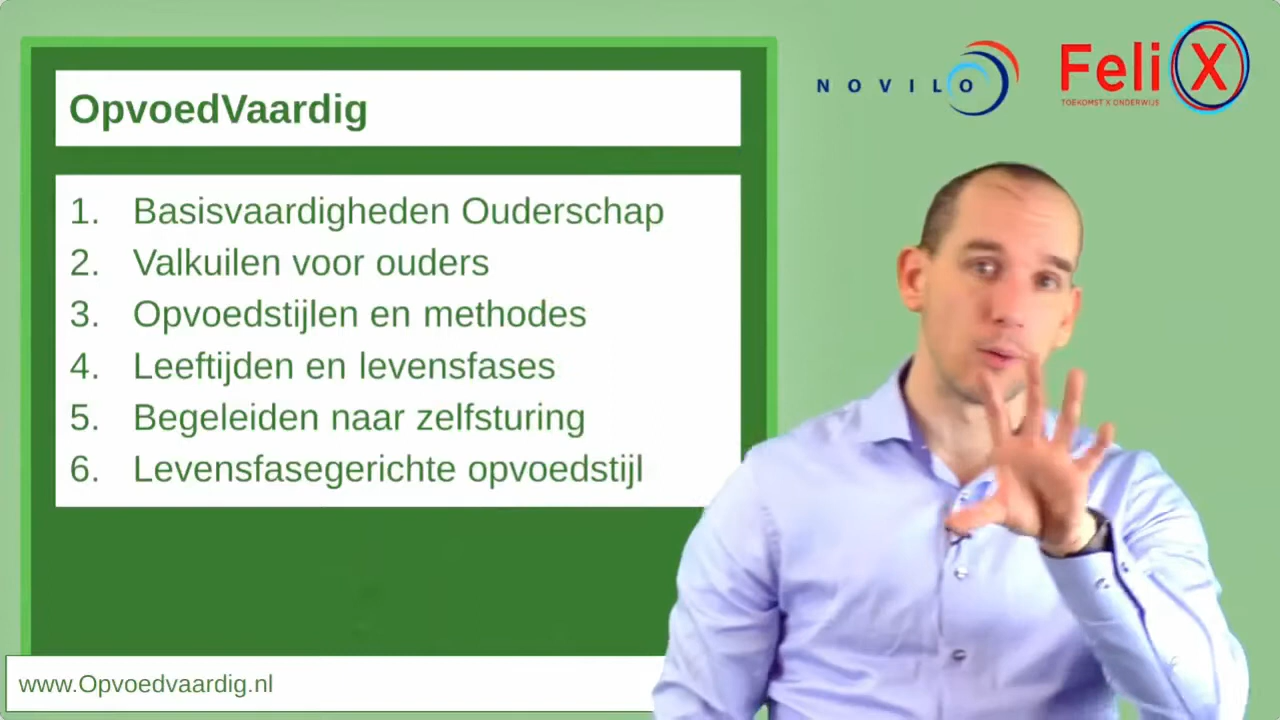 OpvoedVaardig
1. Basisvaardigheden Ouderschap
2. Valkuilen voor ouders
3. Opvoedstijlen en methodes
4. Leeftijden en levensfases
5. Begeleiden naar zelfsturing
6. Levensfasegerichte opvoedstijl
www.Opvoedvaardig.nl
NOVILO
FeliX
TOEKOMST X ONDERWIJS